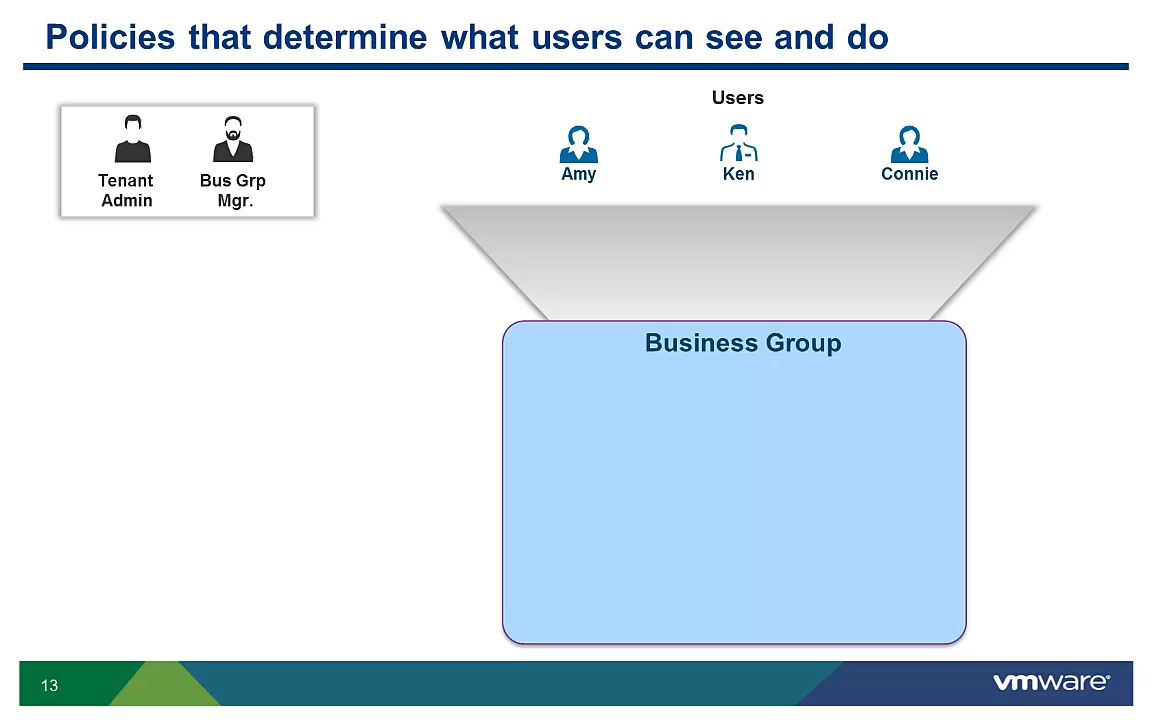 Policies that determine what users can see and do
Users
Tenant
Admin
Bus Grp
Mgr.
Amy
Ken
Connie
Business Group
13
vmware®